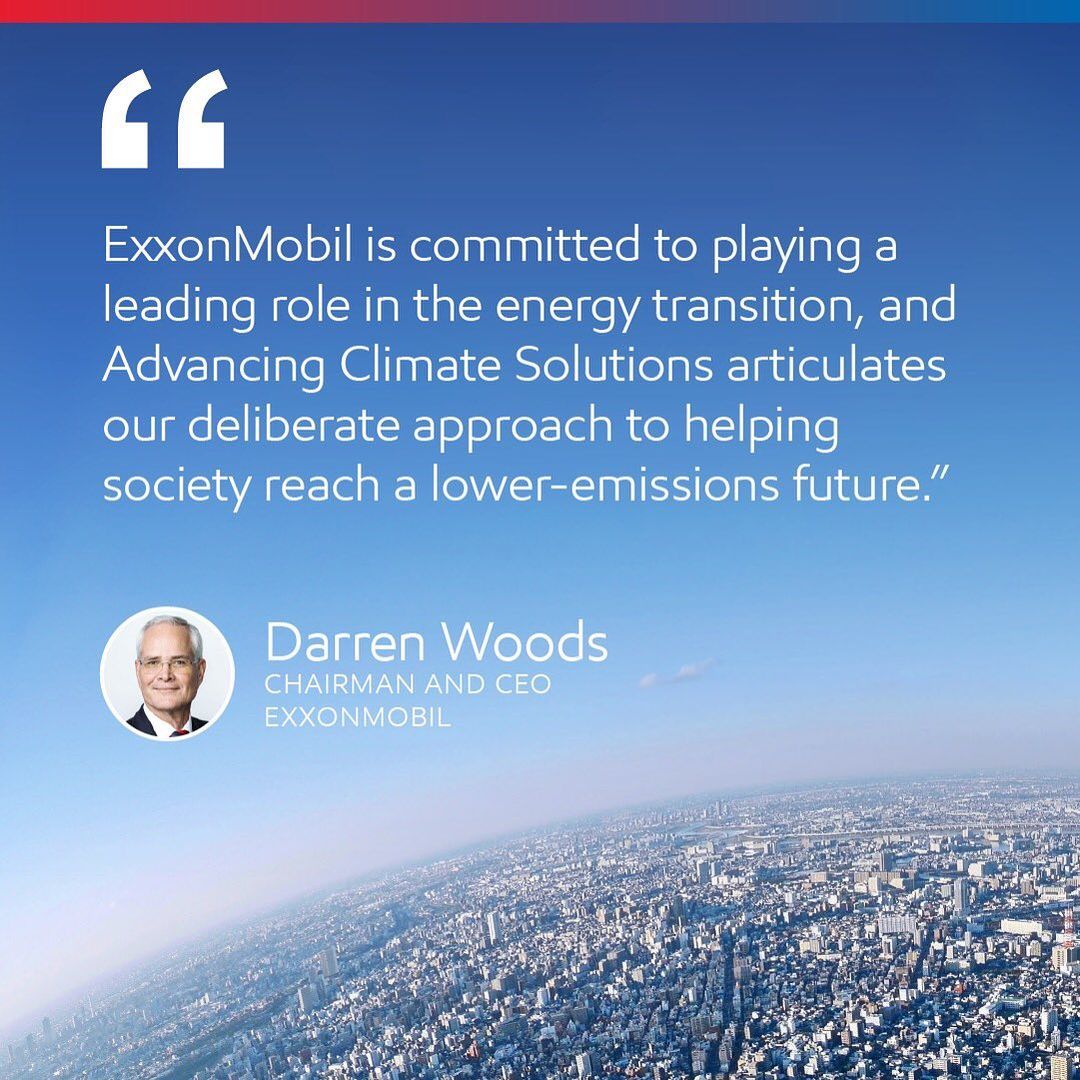 “
ExxonMobil is committed to playing a
leading role in the energy transition, and
Advancing Climate Solutions articulates
our deliberate approach to helping
society reach a lower-emissions future.”
Darren Woods
CHAIRMAN AND CEO
EXXONMOBIL